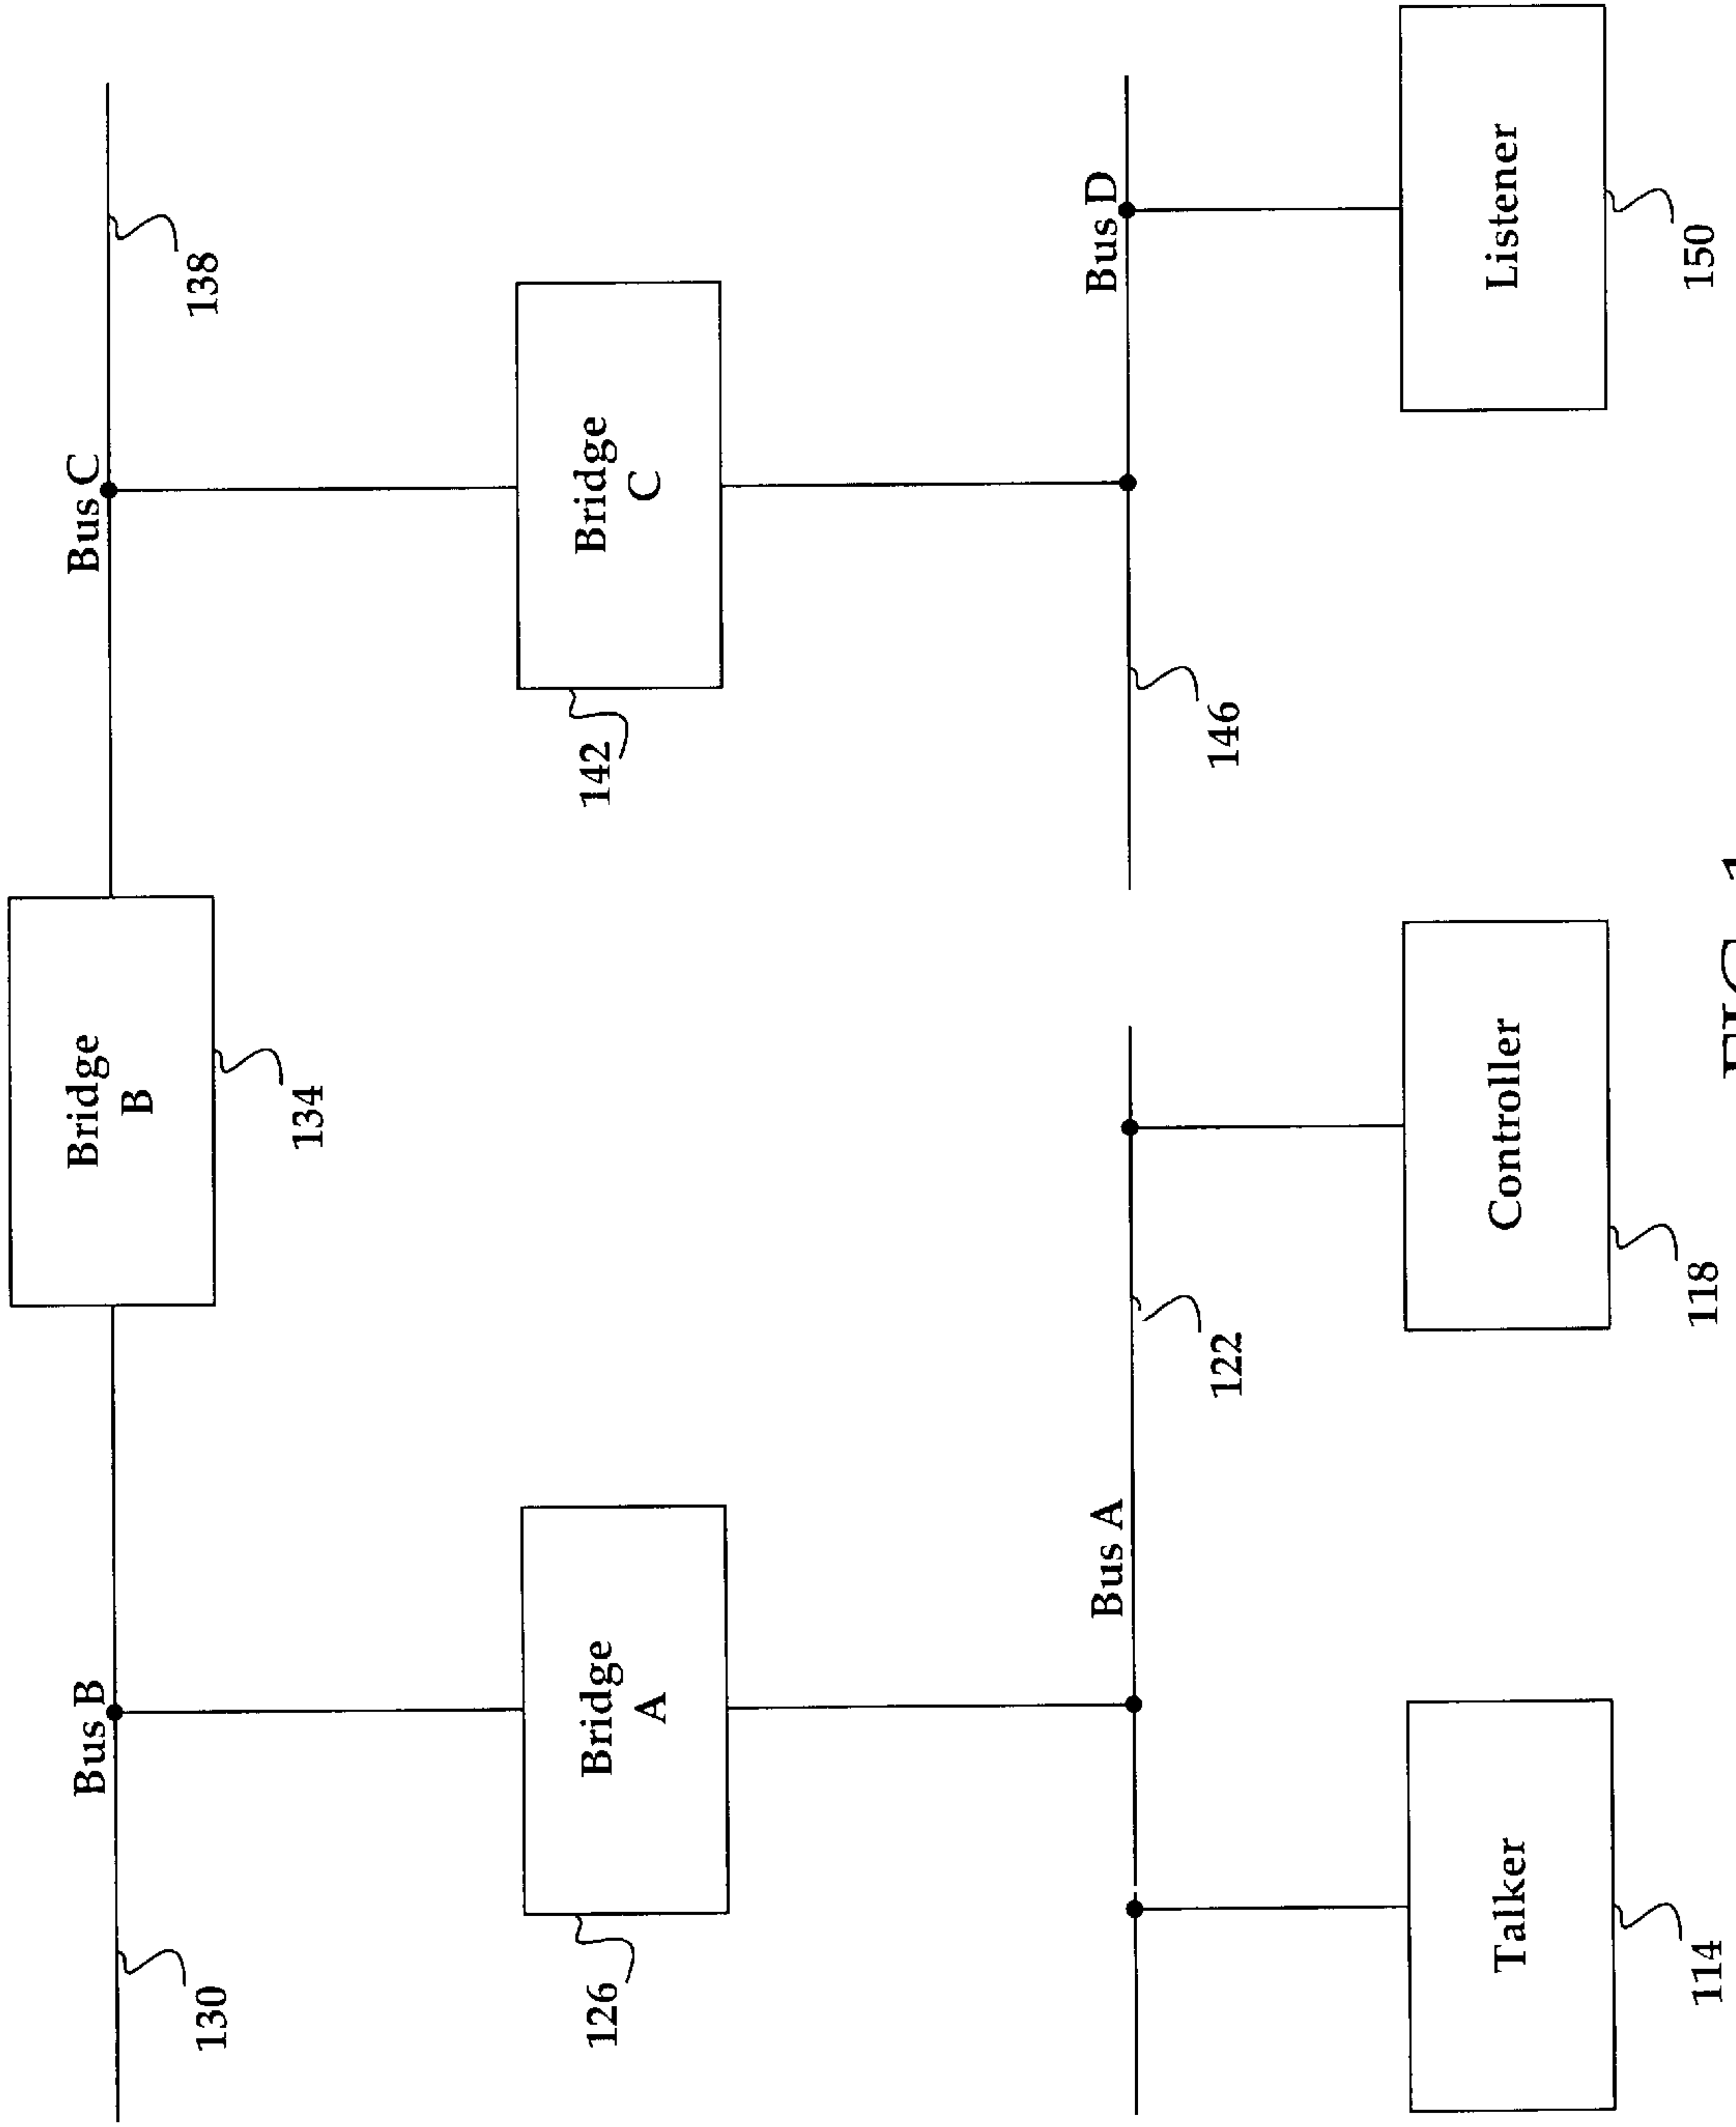 Bus B
130
Bridge
B
134
Bus C
138
Bridge
A
126
Bridge
C
142
Bus A
122
Bus D
146
Talker
114
Controller
118
Listener
150